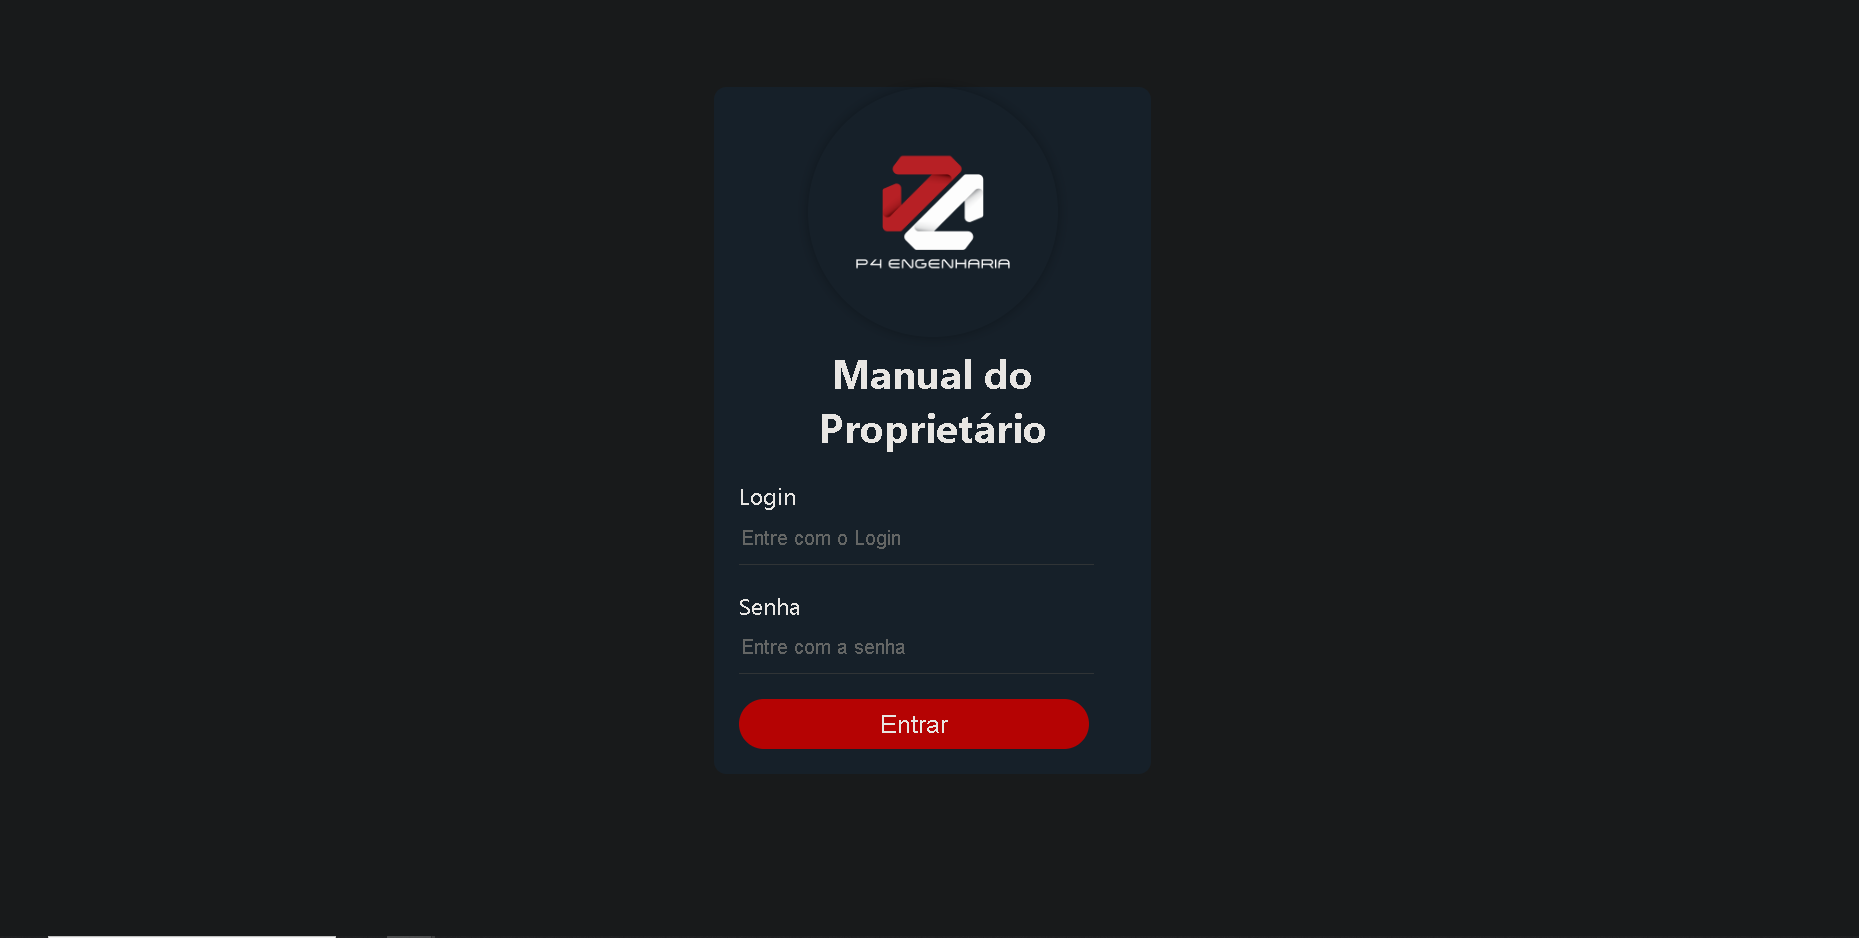 P4 ENGENHARIA
Manual do
Proprietário
Login
Entre com o Login
Senha
Entre com a senha
Entrar